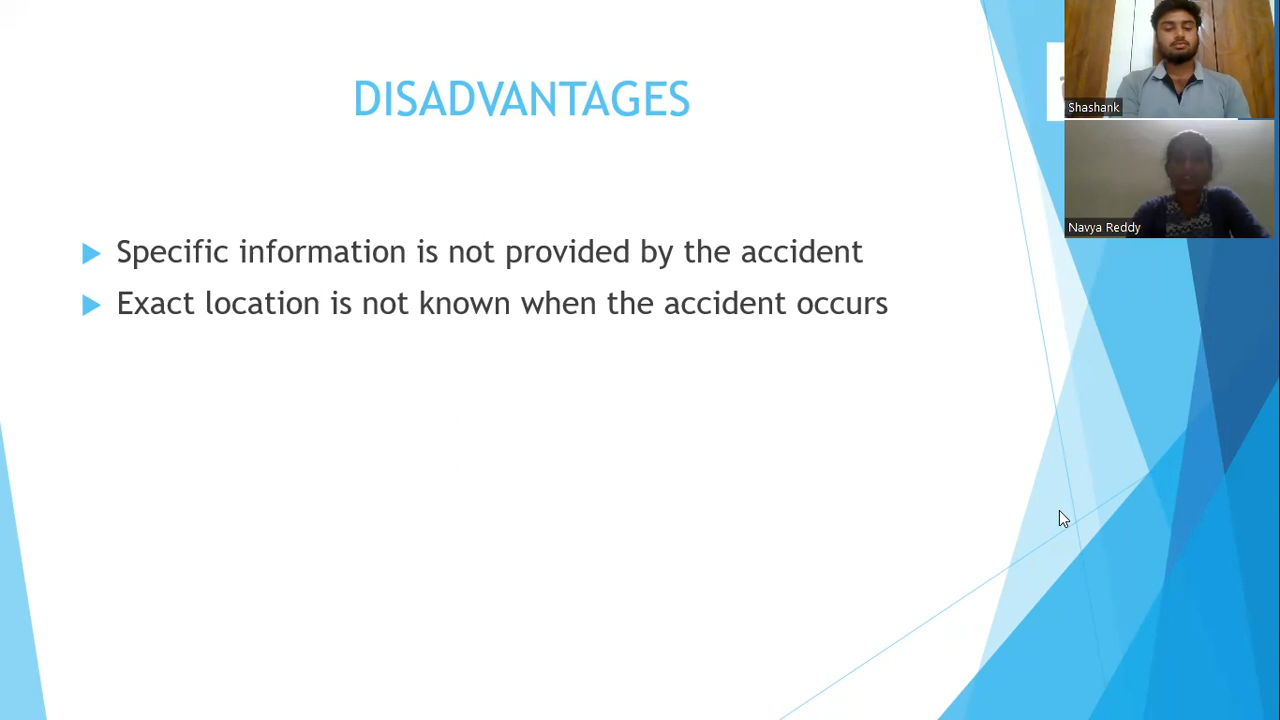 DISADVANTAGES
Specific information is not provided by the accident
Exact location is not known when the accident occurs
Shashank
Navya Reddy